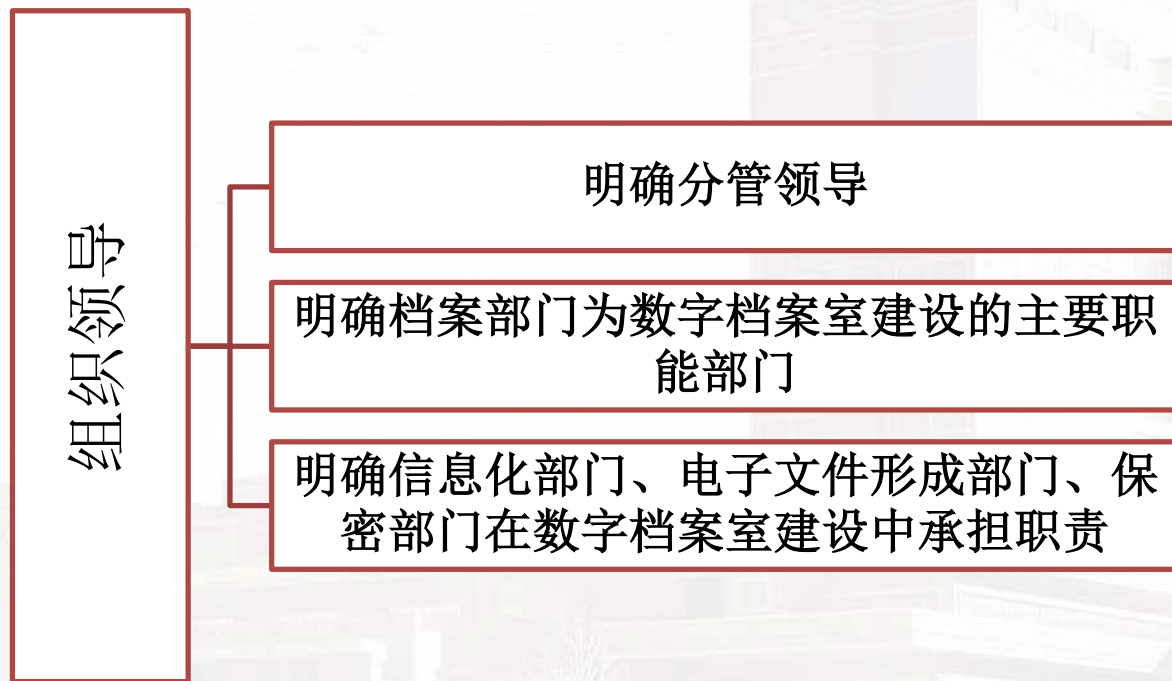 组织领导
明确分管领导
明确档案部门为数字档案室建设的主要职
能部门
明确信息化部门、电子文件形成部门、保
密部门在数字档案室建设中承担职责